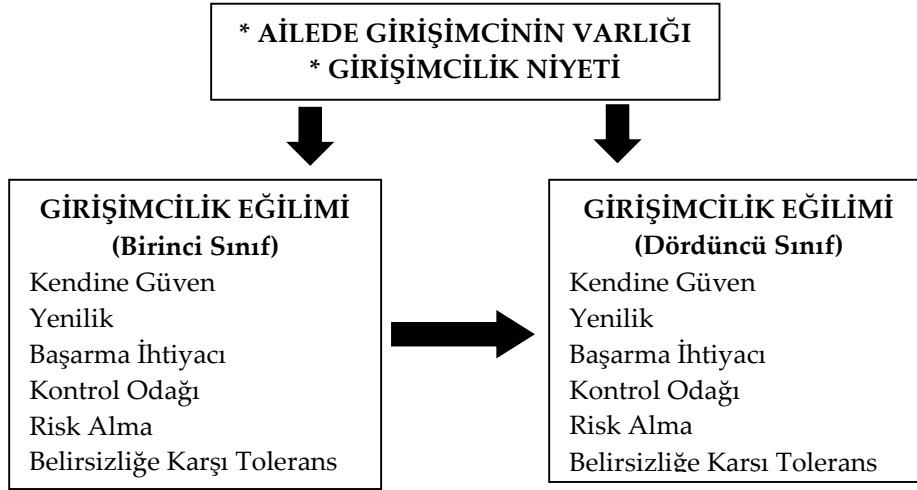 * AİLEDE GİRİŞİMCİNİN VARLIĞI
* GİRİŞİMCİLİK NİYETİ
GİRİŞİMCİLİK EĞİLİMİ
(Birinci Sınıf)
Kendine Güven
Yenilik
Başarma İhtiyacı
Kontrol Odağı
Risk Alma
Belirsizliğe Karşı Tolerans
GİRİŞİMCİLİK EĞİLİMİ
(Dördüncü Sınıf)
Kendine Güven
Yenilik
Başarma İhtiyacı
Kontrol Odağı
Risk Alma
Belirsizliğe Karşı Tolerans